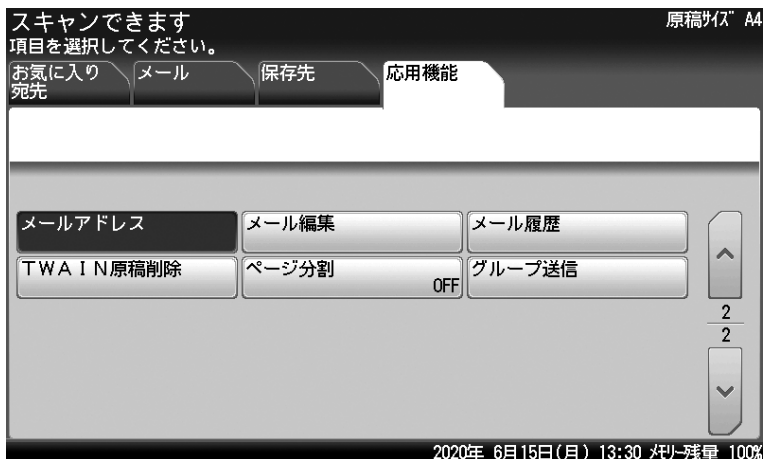 スキャンできます
原稿ｻｲｽﾞ A4
項目を選択してください。
お気に入り
宛先
メール
保存先
応用機能
メールアドレス
メール編集
メール履歴
ＴＷＡＩＮ原稿削除
ページ分割
OFF
グループ送信
2
2
2020年 6月15日(月) 13:30 ﾒﾓﾘｰ残量 100%